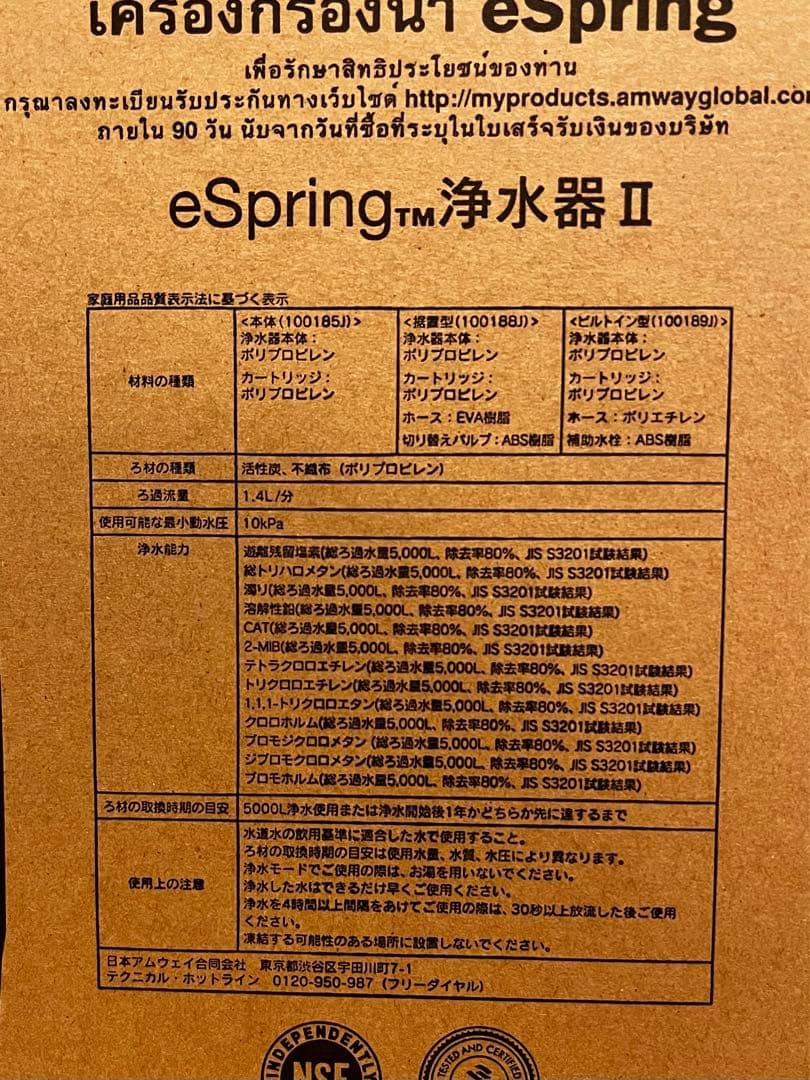 เครื่องกรองน้ำ eSpring
เพื่อรักษาสิทธิประโยชน์ของท่าน
กรุณาลงทะเบียนรับประกันทางเว็บไซต์ http://myproducts.amwayglobal.com
ภายใน 90 วัน นับจากวันที่ซื้อที่ระบุในใบเสร็จรับเงินของบริษัท
eSpring™浄水器Ⅱ
家庭用品品質表示法に基づく表示
材料の種類
<本体(100185J)>
浄水器本体：
ポリプロピレン
カートリッジ：
ポリプロピレン
<据置型(100188J)>
浄水器本体：
ポリプロピレン
カートリッジ：
ポリプロピレン
ホース：EVA樹脂
切り替えバルブ：ABS樹脂
<ビルトイン型(100189J)>
浄水器本体：
ポリプロピレン
カートリッジ：
ポリプロピレン
ホース：ポリエチレン
補助水栓：ABS樹脂
ろ材の種類 活性炭、不織布（ポリプロピレン）
ろ過流量 1.4L/分
使用可能な最小動水圧 10kPa
浄水能力 遊離残留塩素(総ろ過水量5,000L、除去率80%、JIS S3201試験結果)
総トリハロメタン(総ろ過水量5,000L、除去率80%、JIS S3201試験結果)
濁り(総ろ過水量5,000L、除去率80%、JIS S3201試験結果)
溶解性鉛(総ろ過水量5,000L、除去率80%、JIS S3201試験結果)
CAT(総ろ過水量5,000L、除去率80%、JIS S3201試験結果)
2-MIB(総ろ過水量5,000L、除去率80%、JIS S3201試験結果)
テトラクロロエチレン(総ろ過水量5,000L、除去率80%、JIS S3201試験結果)
トリクロロエチレン(総ろ過水量5,000L、除去率80%、JIS S3201試験結果)
1,1,1-トリクロロエタン(総ろ過水量5,000L、除去率80%、JIS S3201試験結果)
クロロホルム(総ろ過水量5,000L、除去率80%、JIS S3201試験結果)
ブロモジクロロメタン(総ろ過水量5,000L、除去率80%、JIS S3201試験結果)
ジブロモクロロメタン(総ろ過水量5,000L、除去率80%、JIS S3201試験結果)
ブロモホルム(総ろ過水量5,000L、除去率80%、JIS S3201試験結果)
ろ材の取換時期の目安 5000L浄水使用または浄水開始後1年かどちらか先に達するまで
使用上の注意
水道水の飲用基準に適合した水で使用すること。
ろ材の取換時期の目安は使用水量、水質、水圧により異なります。
浄水モードでご使用の際は、お湯を用いないでください。
浄水した水はできるだけ早くご使用ください。
浄水を4時間以上間隔をあけてご使用の際は、30秒以上放流した後ご使用
ください。
凍結する可能性のある場所に設置しないでください。
日本アムウェイ合同会社　東京都渋谷区宇田川町7-1
テクニカル・ホットライン　0120-950-987（フリーダイヤル）
INDEPENDENTLY
NSF
TESTED AND CERTIFIED